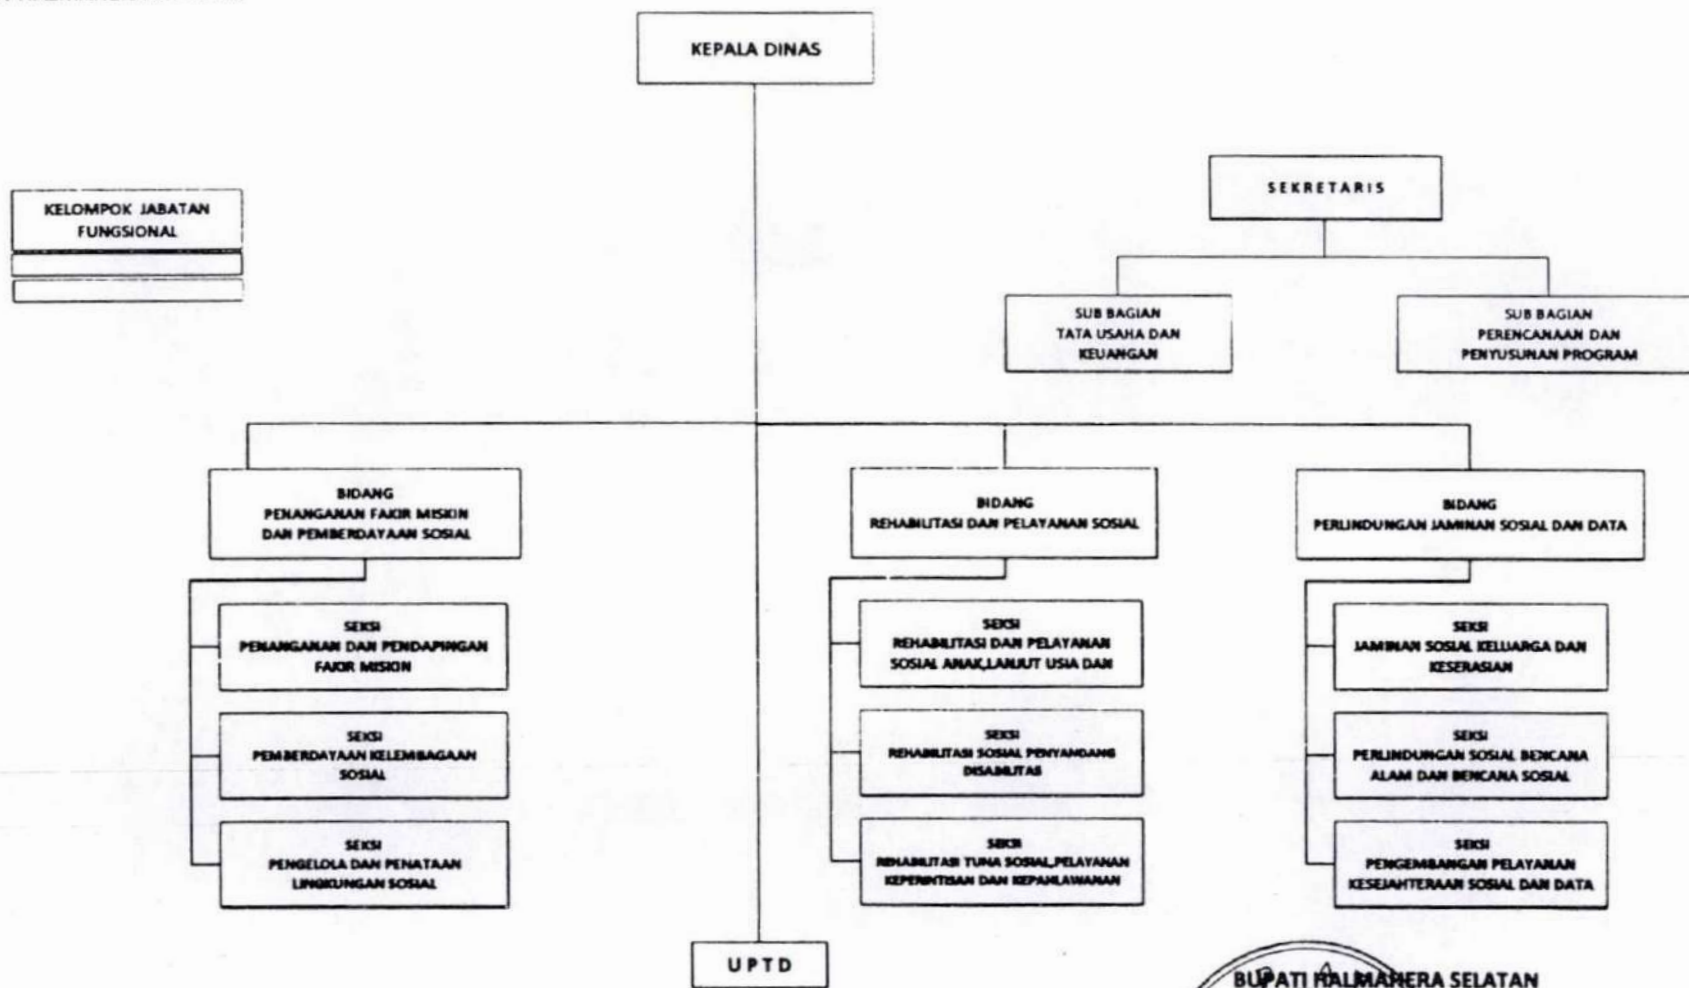 KEPALA DINAS
SEKRETARIS
KELOMPOK JABATAN
FUNGSIONAL
SUB BAGIAN
TATA USAHA DAN
KEUANGAN
SUB BAGIAN
PERENCANAAN DAN
PENYUSUNAN PROGRAM
BIDANG
PENANGANAN FAKIR MISKIN
DAN PEMBERDAYAAN SOSIAL
BIDANG
REHABILITASI DAN PELAYANAN SOSIAL
BIDANG
PERLINDUNGAN JAMINAN SOSIAL DAN DATA
SEKSI
PENANGANAN DAN PENDAPINGAN
FAKIR MISKIN
SEKSI
PEMBERDAYAAN KELEMBAGAAN
SOSIAL
SEKSI
PENGELOLA DAN PENATAAN
LINGKUNGAN SOSIAL
SEKSI
REHABILITASI DAN PELAYANAN
SOSIAL ANAK,LANJUT USIA DAN
SEKSI
REHABILITASI SOSIAL PENYANDANG
DISABILITAS
SEKSI
REHABILITASI TUNA SOSIAL,PELAYANAN
KEPERINTISAN DAN KEPAHLAWANAN
SEKSI
JAMINAN SOSIAL KELUARGA DAN
KESERASIAN
SEKSI
PERLINDUNGAN SOSIAL BENCANA
ALAM DAN BENCANA SOSIAL
SEKSI
PENGEMBANGAN PELAYANAN
KESEJAHTERAAN SOSIAL DAN DATA
UPTD
BUPATI HALMAHERA SELATAN